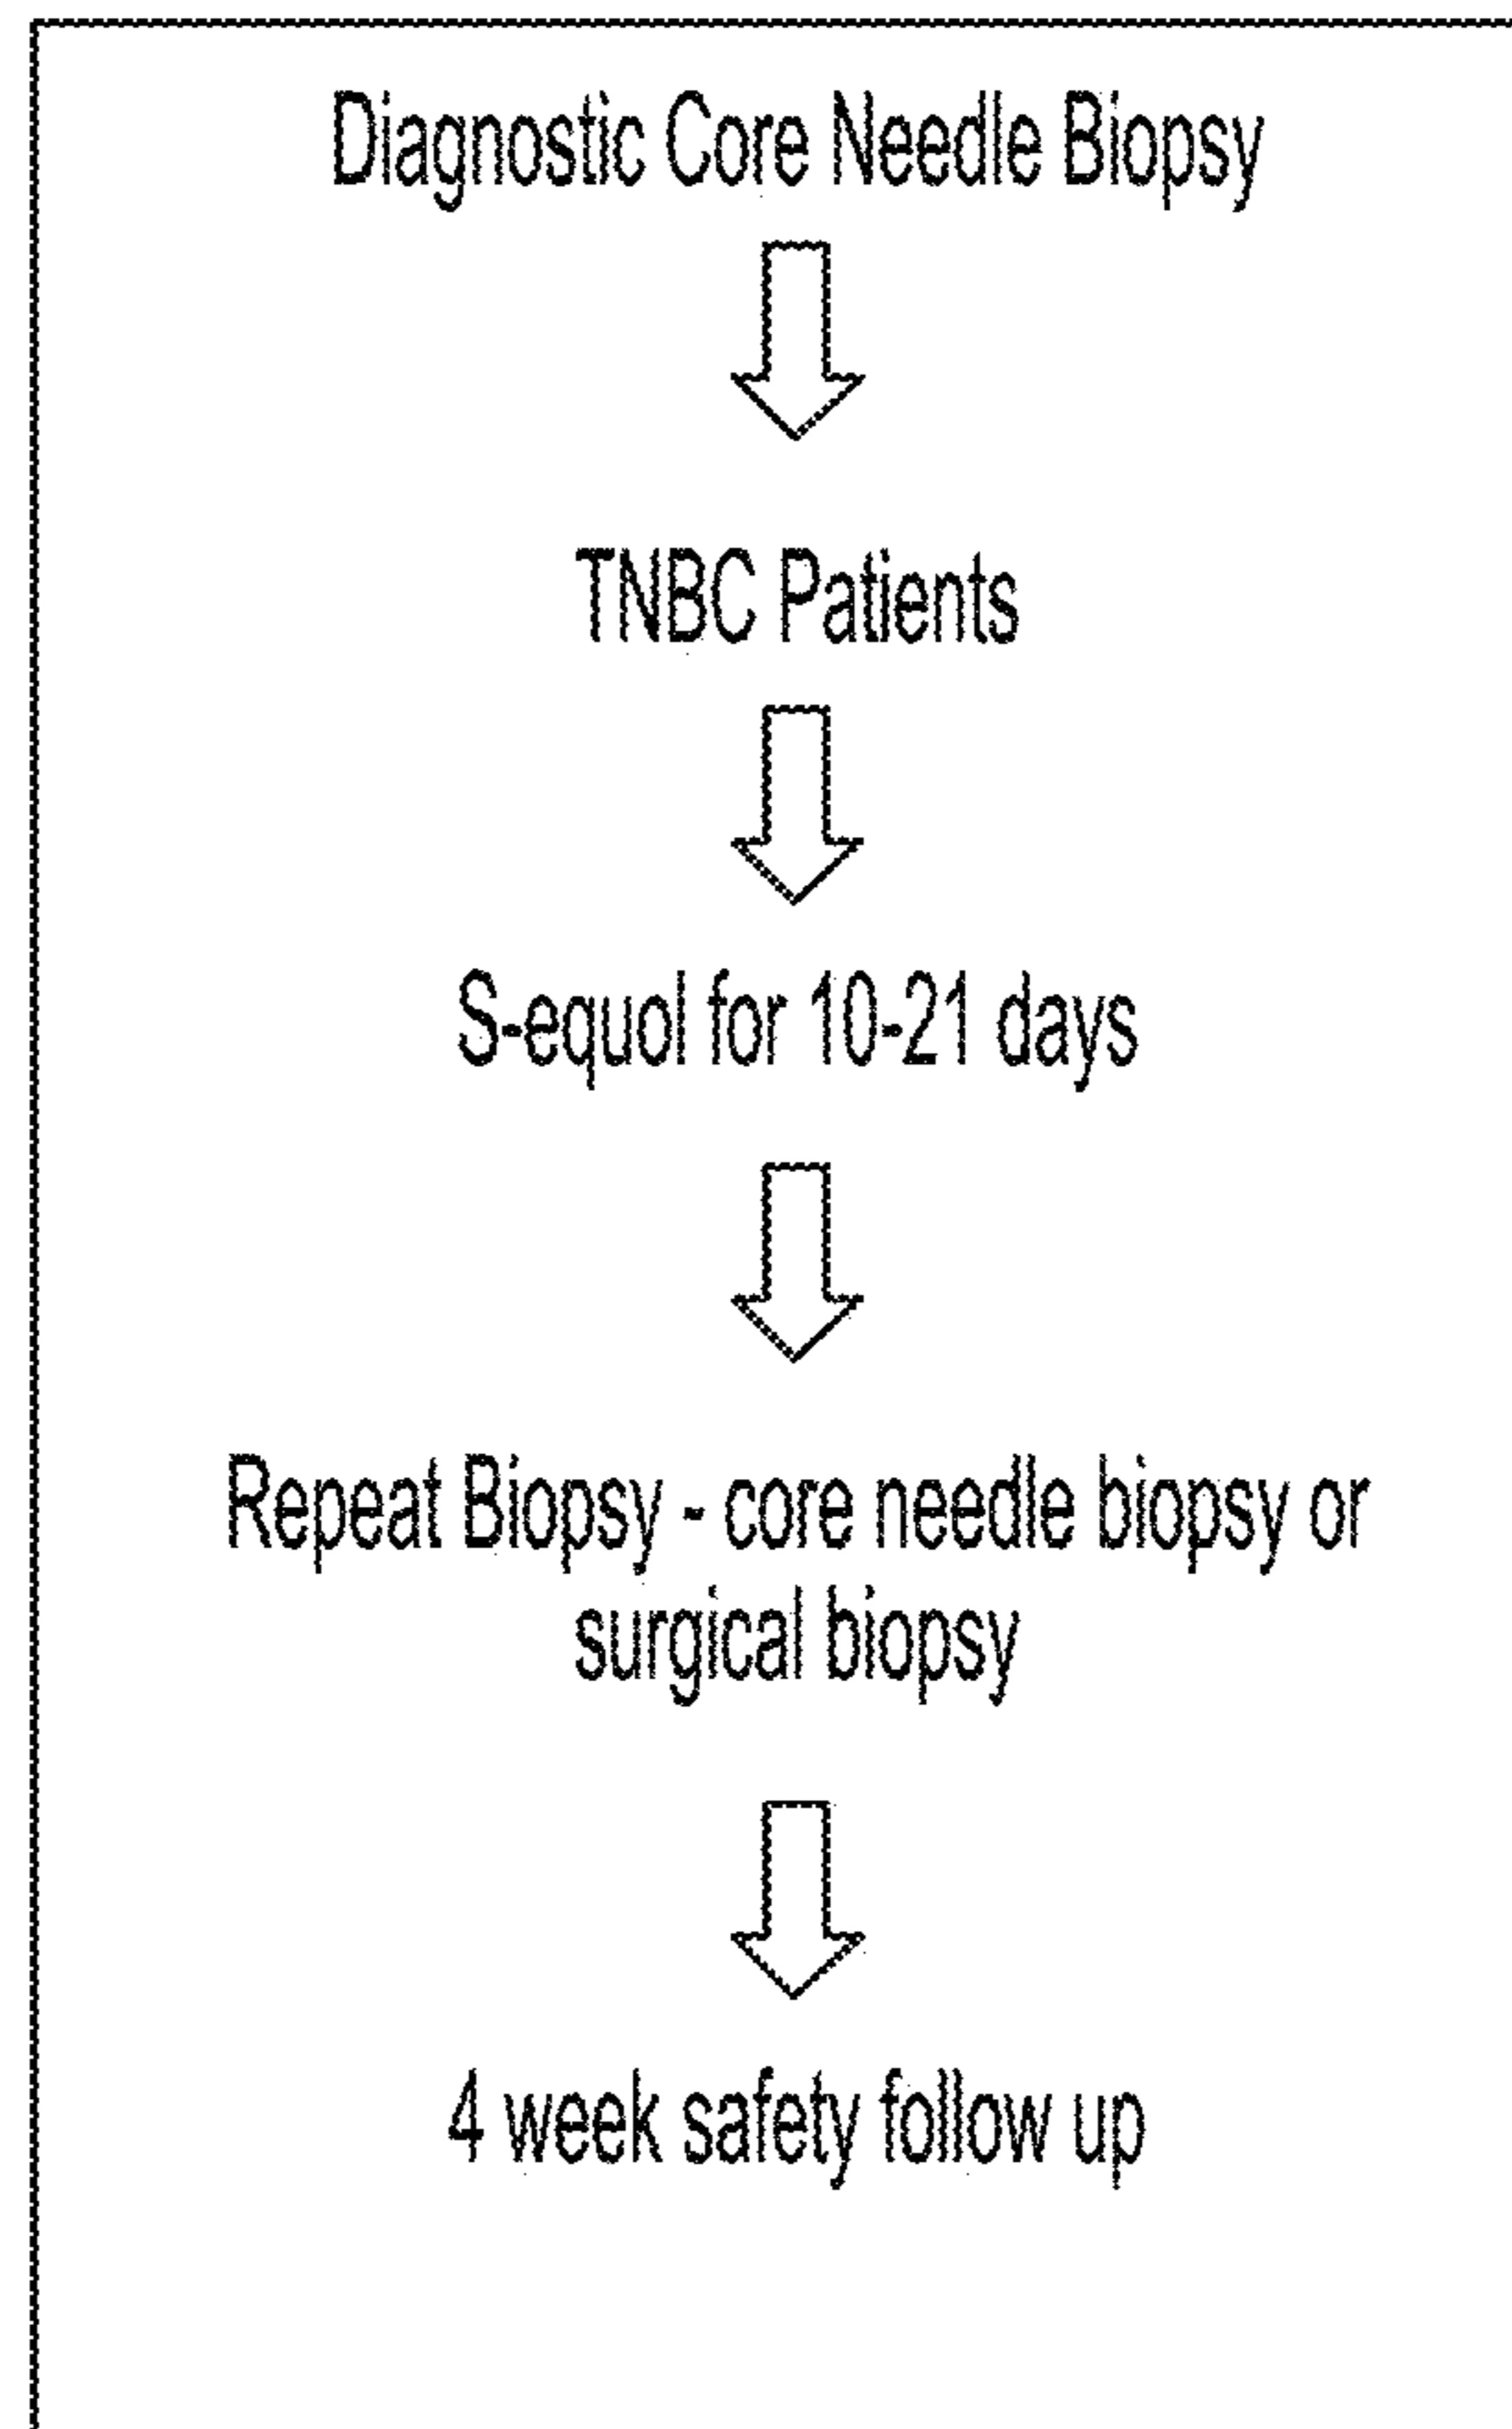 Diagnostic Core Needle Biopsy
TNBC Patients
S-equol for 10-21 days
Repeat Biopsy - core needle biopsy or
surgical biopsy
4 week safety follow up